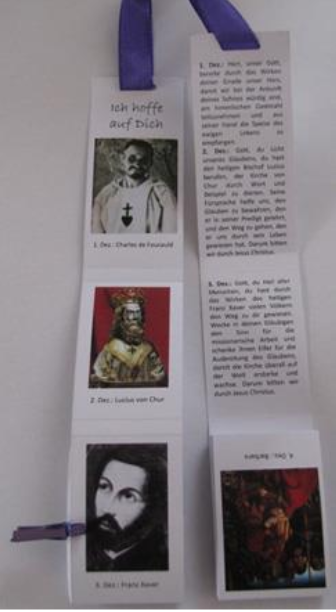 Ich hoffe
auf Dich
1. Dez.: Charles de Foucauld
2. Dez.: Luzius von Chur
3. Dez.: Franz Xaver
1. Dez.: Herr, unser Gott,
bereite durch das Wirken
deiner Gnade unser Herz,
damit wir bei der Ankunft
deines Sohnes würdig sind,
am himmlischen Gastmahl
teilzunehmen und aus
seiner Hand die Speise des
ewigen Lebens zu
empfangen.
2. Dez.: Gott, du Licht
unseres Glaubens, du hast
den heiligen Bischof Luzius
berufen, der Kirche von
Chur durch Wort und
Beispiel zu dienen. Seine
Fürsprache helfe uns, den
Glauben zu bewahren, den
er in seiner Predigt gelehrt,
und den Weg zu gehen, den
er uns durch sein Leben
gewiesen hat. Darum bitten
wir durch Jesus Christus.
3. Dez.: Gott, du Heil aller
Menschen, du hast durch
das Wirken des heiligen
Franz Xaver vielen Völkern
den Weg zu dir gewiesen.
Wecke in deinen Gläubigen
den Sinn für die
missionarische Arbeit und
schenke ihnen Eifer für die
Ausbreitung des Glaubens,
damit die Kirche überall auf
der Welt erstarke und
wachse. Darum bitten wir
durch Jesus Christus.
4. Dez.: Barbara